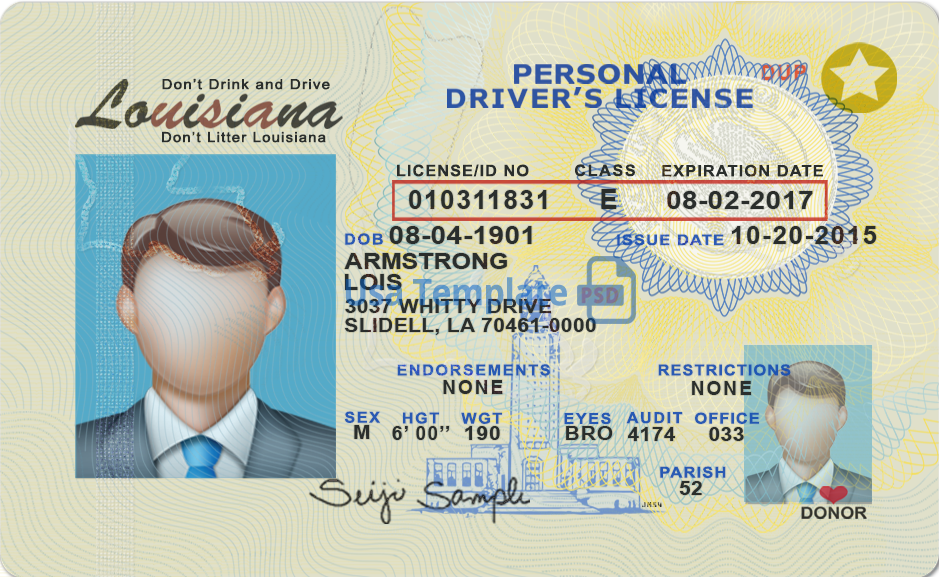 Don't Drink and Drive
Louisiana
Don't Litter Louisiana
PERSONAL
DRIVER'S LICENSE
DUP
LICENSE/ID NO CLASS EXPIRATION DATE
010311831 E 08-02-2017
DOB 08-04-1901 ISSUE DATE 10-20-2015
ARMSTRONG
LOIS
Usa Template PSD
3037 WHITTY DRIVE
SLIDELL, LA 70461-0000
ENDORSEMENTS RESTRICTIONS
NONE NONE
SEX HGT WGT EYES AUDIT OFFICE
M 6' 00" 190 BRO 4174 033
PARISH
52
Seiji Sample
DONOR